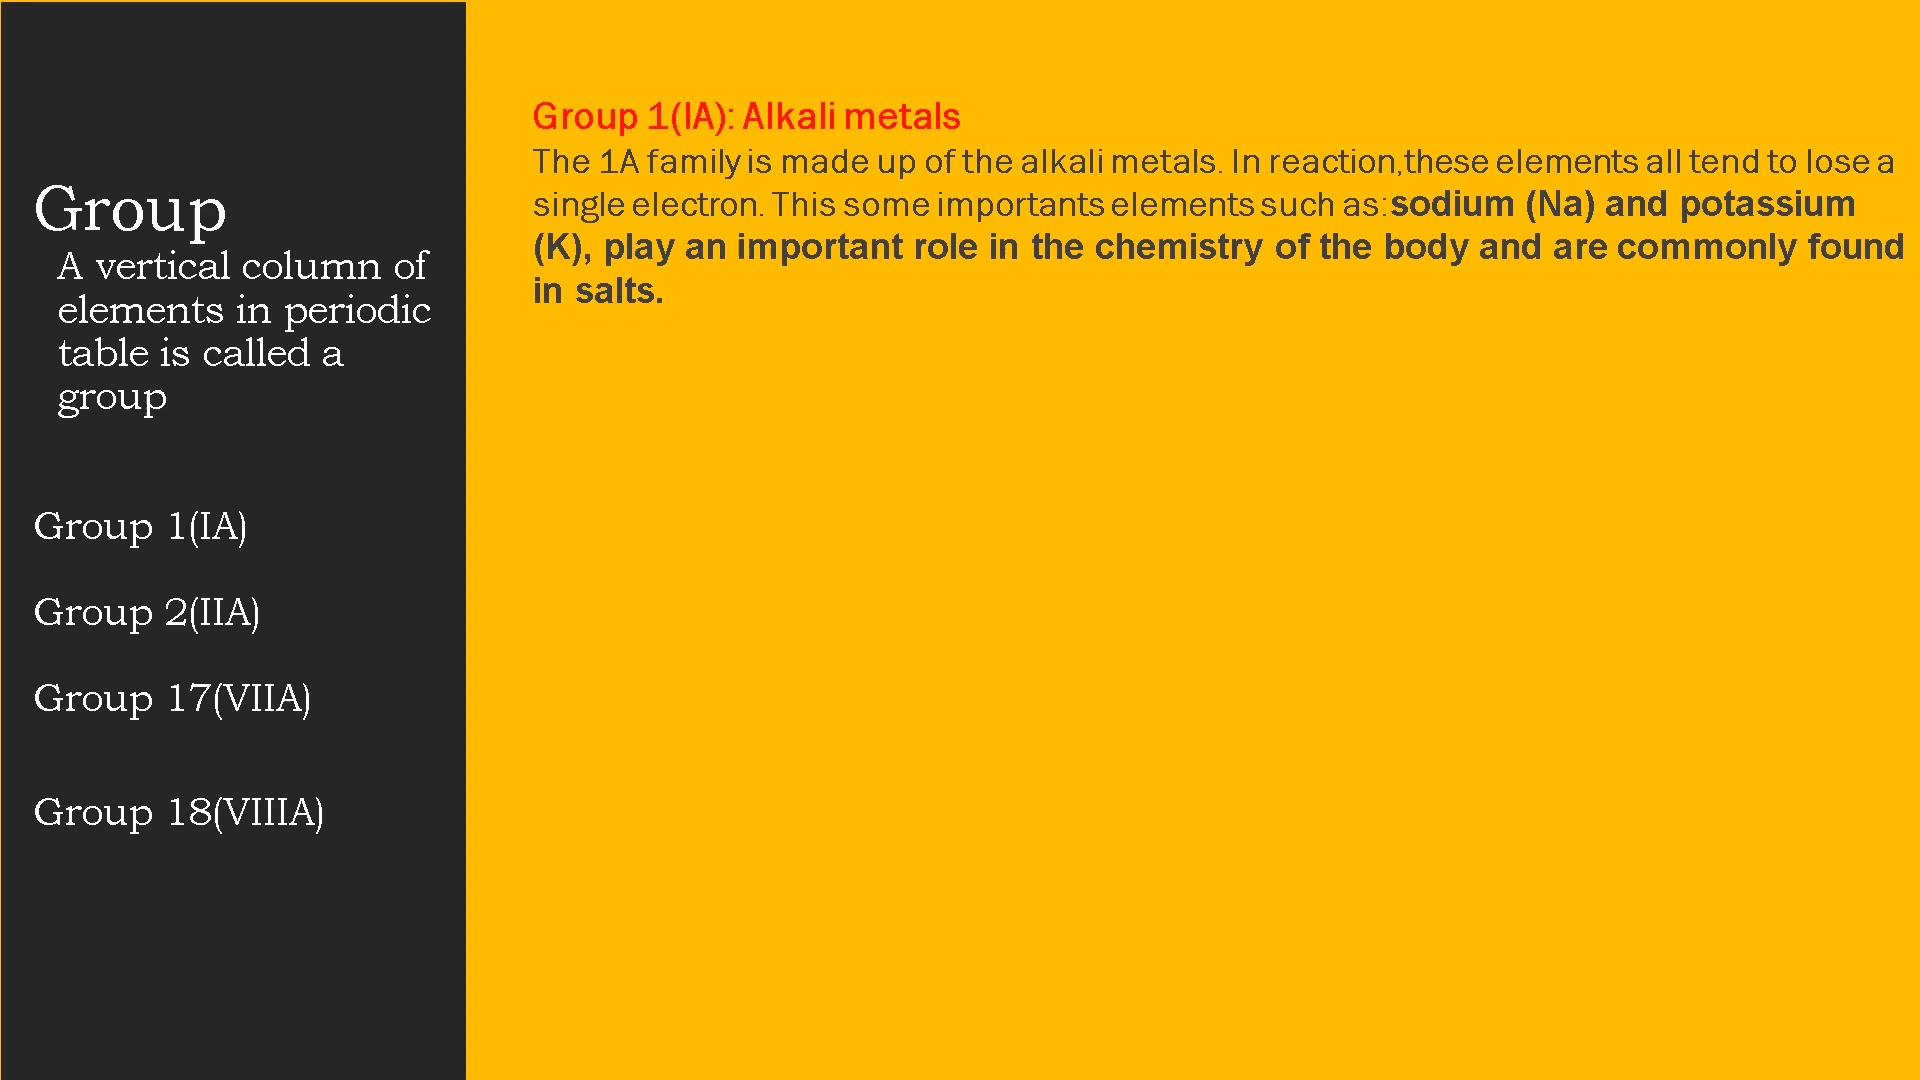 Group
A vertical column of
elements in periodic
table is called a
group
Group 1(IA)
Group 2(IIA)
Group 17(VIIA)
Group 18(VIIIA)
Group 1(IA): Alkali metals
The 1A family is made up of the alkali metals. In reaction,these elements all tend to lose a
single electron. This some importants elements such as:sodium (Na) and potassium
(K), play an important role in the chemistry of the body and are commonly found
in salts.